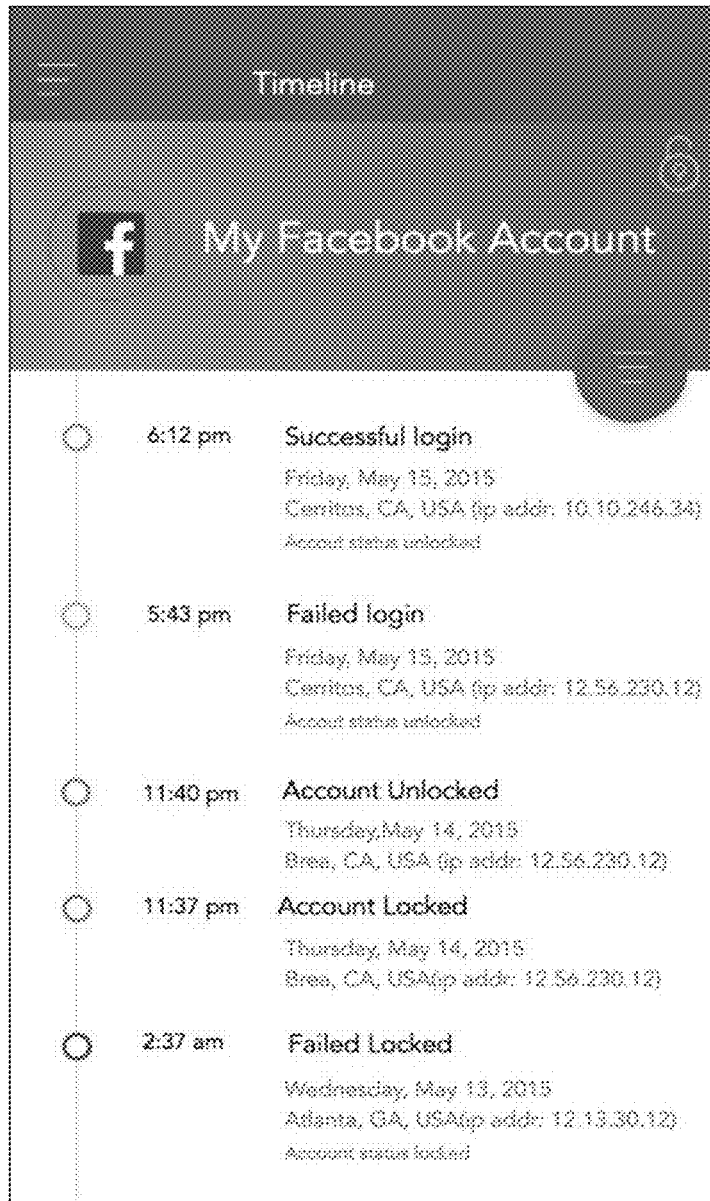 Timeline
f My Facebook Account
6:12 pm Successful login
Friday, May 15, 2015
Cerritos, CA, USA (ip addr: 10.10.246.34)
Accout status unlocked
5:43 pm Failed login
Friday, May 15, 2015
Cerritos, CA, USA (ip addr: 12.56.230.12)
Accout status unlocked
11:40 pm Account Unlocked
Thursday,May 14, 2015
Brea, CA, USA (ip addr: 12.56.230.12)
11:37 pm Account Locked
Thursday, May 14, 2015
Brea, CA, USA(ip addr: 12.56.230.12)
2:37 am Failed Locked
Wednesday, May 13, 2015
Atlanta, GA, USA(ip addr: 12.13.30.12)
Account status locked